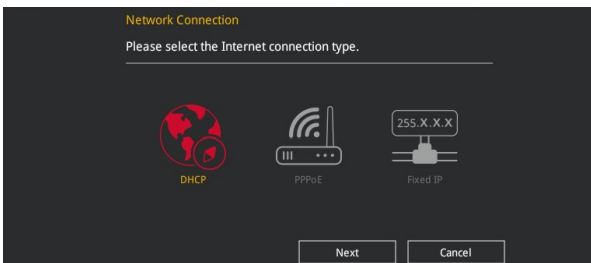 Network Connection
Please select the Internet connection type.
255.X.X.X
DHCP
PPPoE
Fixed IP
Next
Cancel